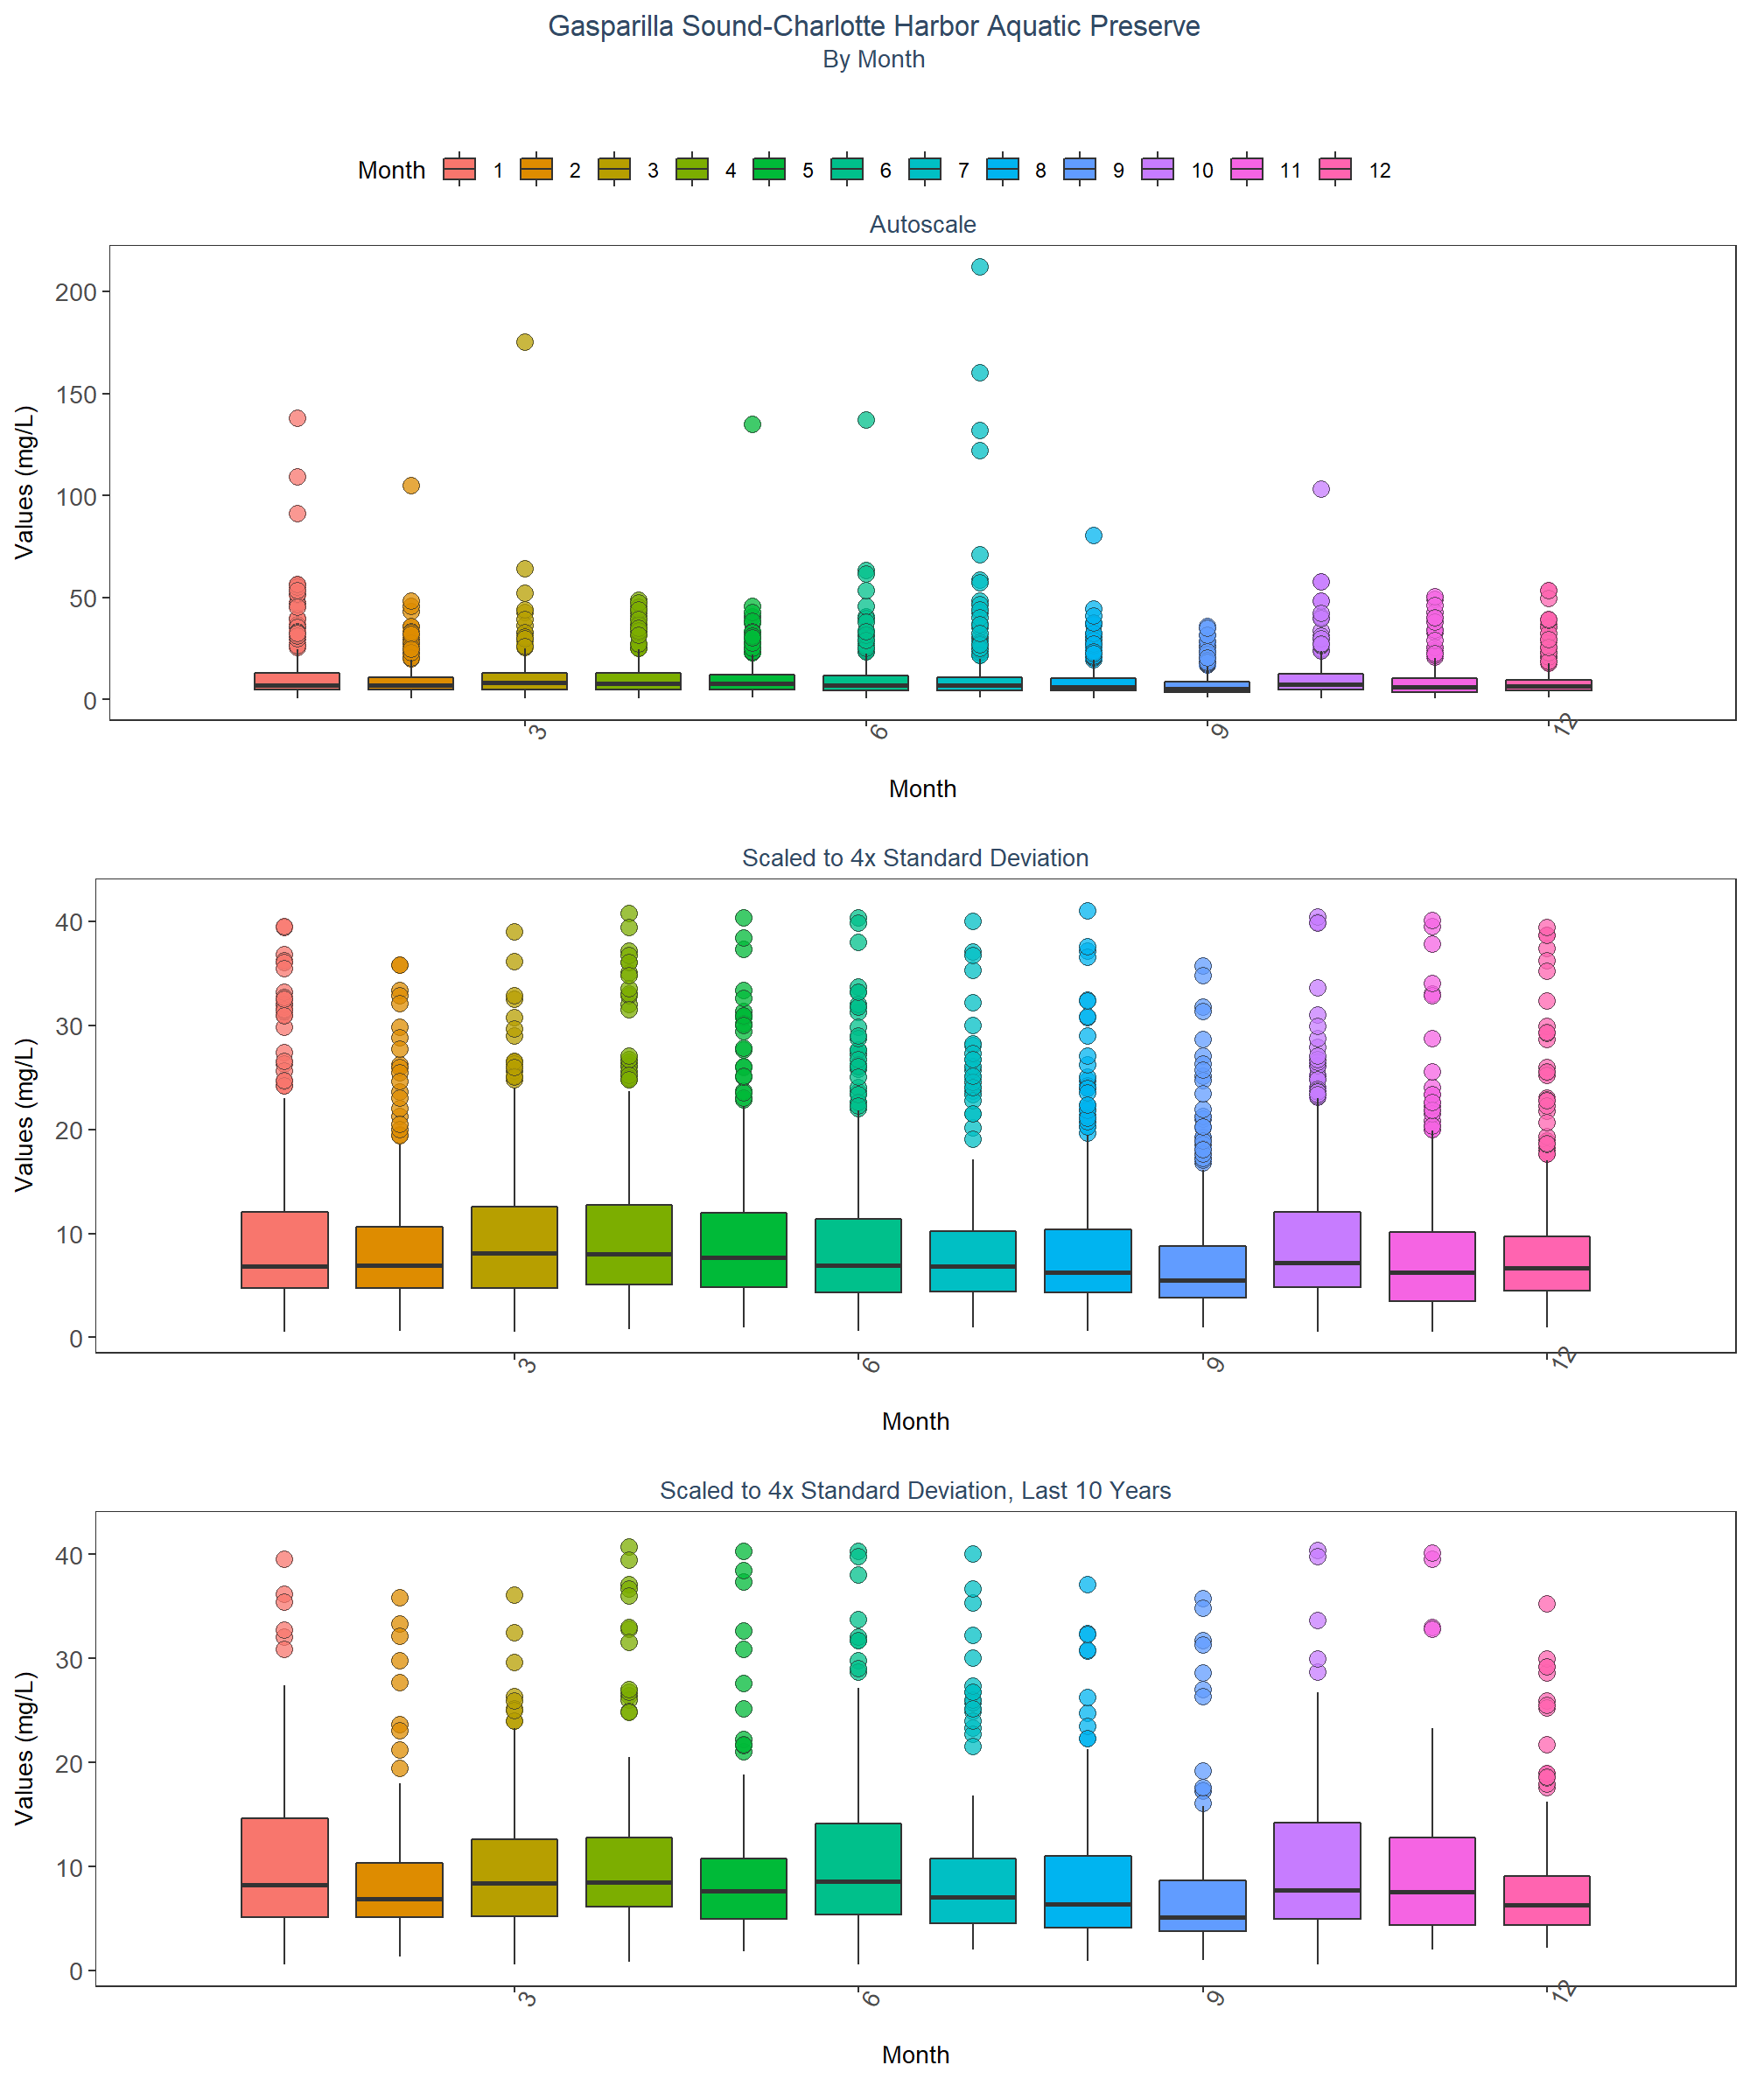 Gasparilla Sound-Charlotte Harbor Aquatic Preserve
By Month
Month 1 2 3 4 5 6 7 8 9 10 11 12
Autoscale
Values (mg/L)
200
150
100
50
0
3 6 9 12
Month
Scaled to 4x Standard Deviation
Values (mg/L)
40
30
20
10
0
3 6 9 12
Month
Scaled to 4x Standard Deviation, Last 10 Years
Values (mg/L)
40
30
20
10
0
3 6 9 12
Month